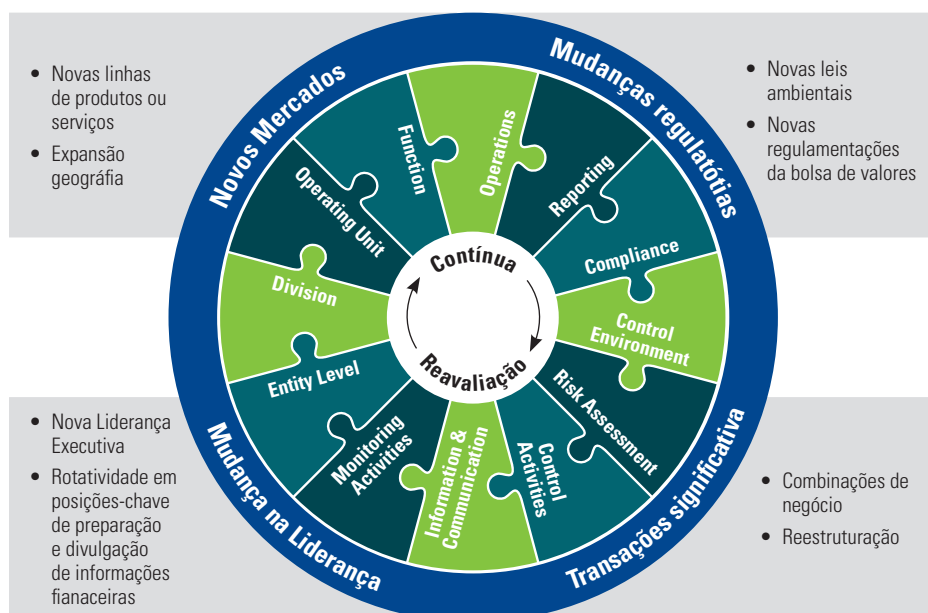 • Novas linhas
de produtos ou
serviços
• Expansão
geográfia
Novos Mercados
Mudanças regulatótias
• Novas leis
ambientais
• Novas
regulamentações
da bolsa de valores
Function
Operations
Reporting
Operating Unit
Compliance
Division
Control
Environment
Entity Level
Risk Assessment
Monitoring
Activities
Information &
Communication
Control
Activities
Contínua
Reavaliação
• Nova Liderança
Executiva
• Rotatividade em
posições-chave
de preparação
e divulgação
de informações
fianaceiras
Mudança na Liderança
Transações significativa
• Combinações de
negócio
• Reestruturação